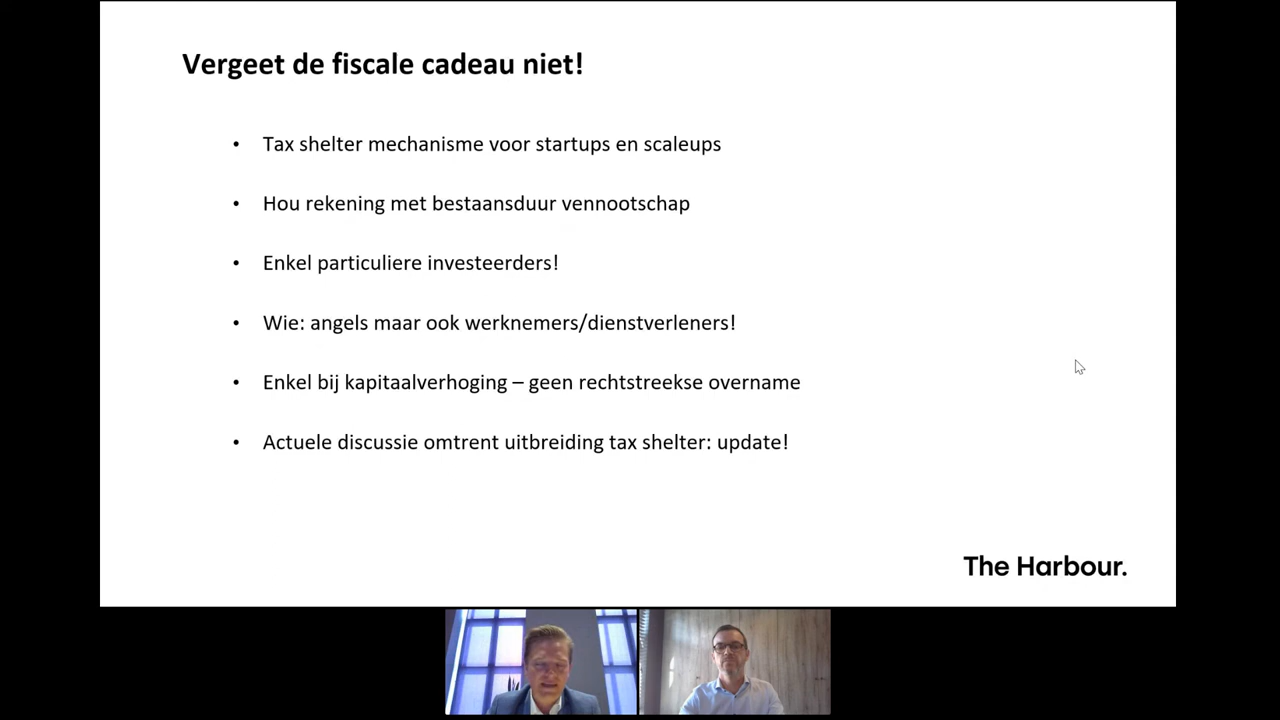 Vergeet de fiscale cadeau niet!
• Tax shelter mechanisme voor startups en scaleups
• Hou rekening met bestaansduur vennootschap
• Enkel particuliere investeerders!
• Wie: angels maar ook werknemers/dienstverleners!
• Enkel bij kapitaalverhoging – geen rechtstreekse overname
• Actuele discussie omtrent uitbreiding tax shelter: update!
The Harbour.